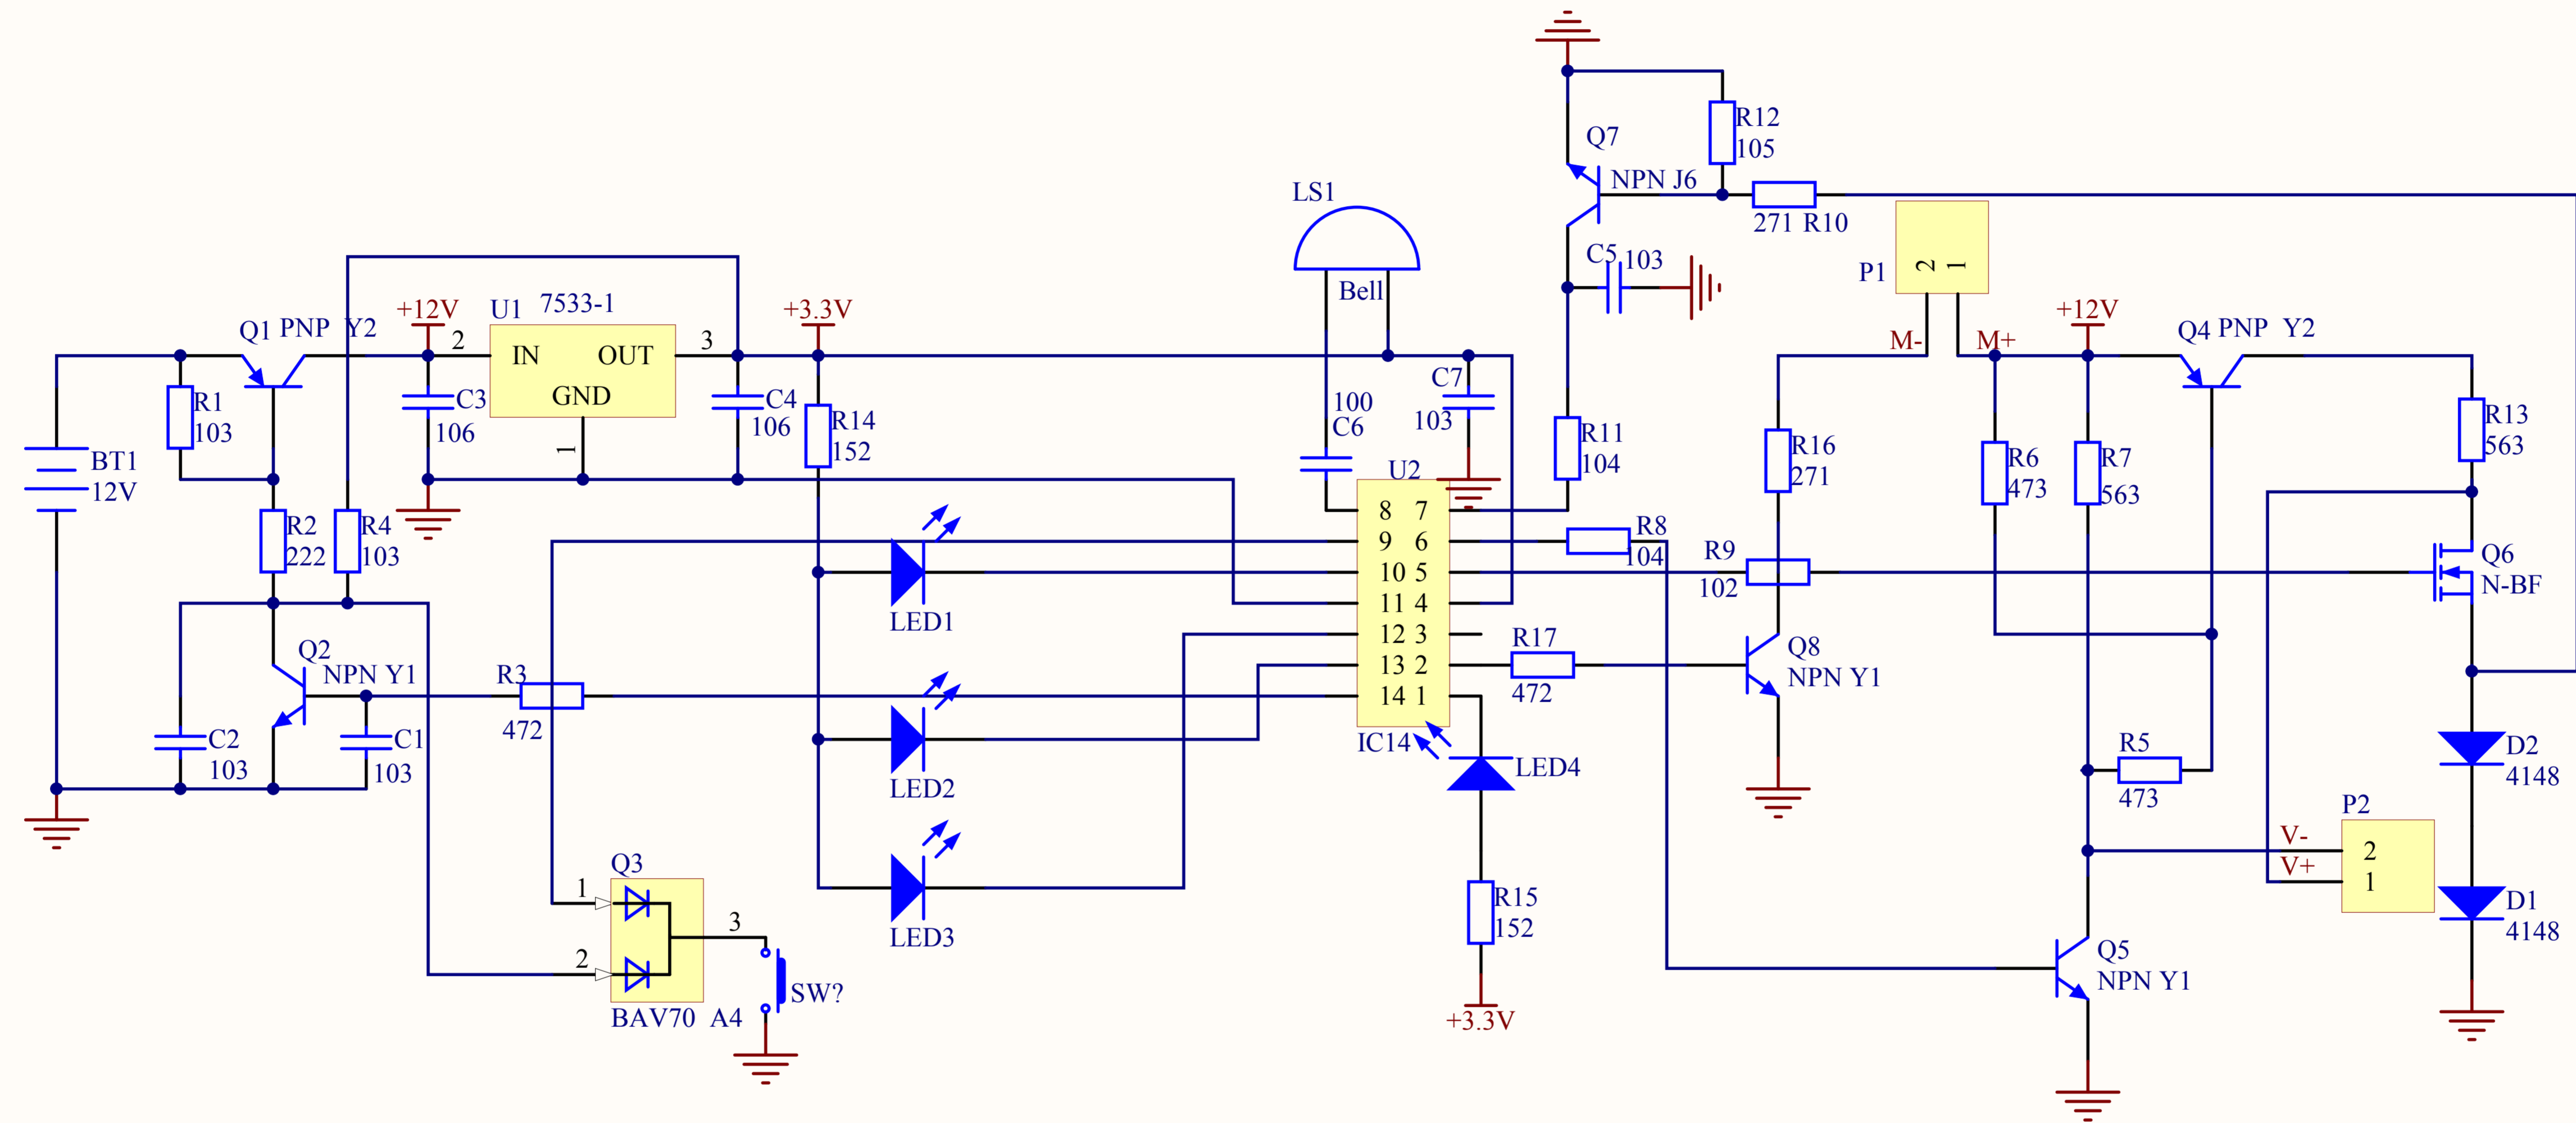 Q7
NPN J6
R12
105
271 R10
C5 103
LS1
Bell
P1
2 1
M-
M+
+12V
Q4 PNP Y2
Q1 PNP Y2
+12V
U1 7533-1
2
IN OUT
GND
1
3
+3.3V
R1
103
C3
106
C4
106
R14
152
100
C6
C7
103
R11
104
R16
271
R6
473
R7
563
R13
563
BT1
12V
R2
222
R4
103
U2
8 7
9 6
10 5
11 4
12 3
13 2
14 1
IC14
R8
104
R9
102
Q6
N-BF
LED1
Q2
NPN Y1
R3
472
R17
472
Q8
NPN Y1
C2
103
C1
103
LED2
LED4
R5
473
D2
4148
P2
V-
V+
2
1
Q3
1
2
3
BAV70 A4
SW?
LED3
R15
152
+3.3V
Q5
NPN Y1
D1
4148